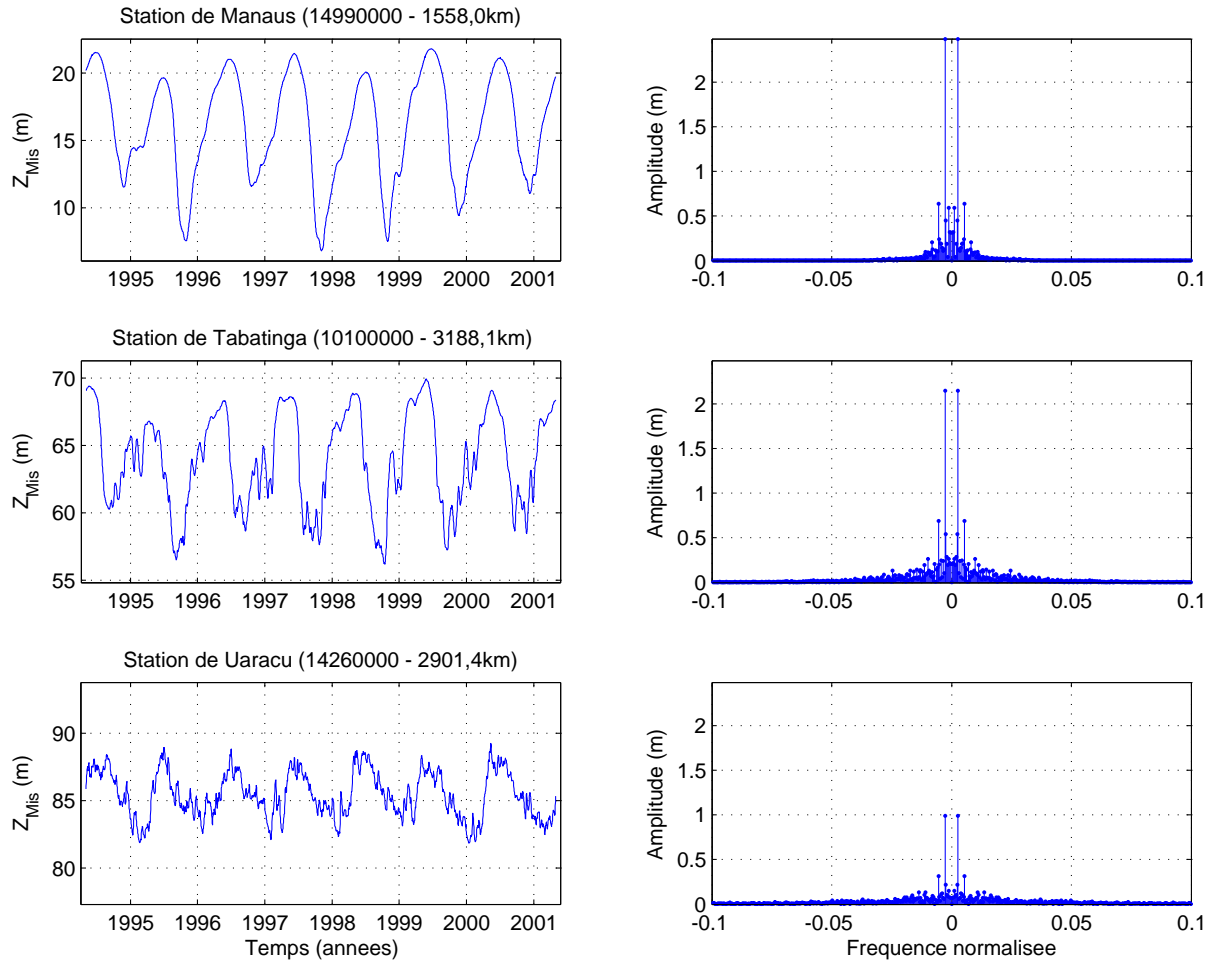 Station de Manaus (14990000 - 1558,0km)
Z_Mis (m)
20
15
10
1995 1996 1997 1998 1999 2000 2001
Amplitude (m)
2
1.5
1
0.5
0
-0.1 -0.05 0 0.05 0.1
Station de Tabatinga (10100000 - 3188,1km)
Z_Mis (m)
70
65
60
55
1995 1996 1997 1998 1999 2000 2001
Amplitude (m)
2
1.5
1
0.5
0
-0.1 -0.05 0 0.05 0.1
Station de Uaracu (14260000 - 2901,4km)
Z_Mis (m)
90
85
80
1995 1996 1997 1998 1999 2000 2001
Temps (annees)
Amplitude (m)
2
1.5
1
0.5
0
-0.1 -0.05 0 0.05 0.1
Frequence normalisee